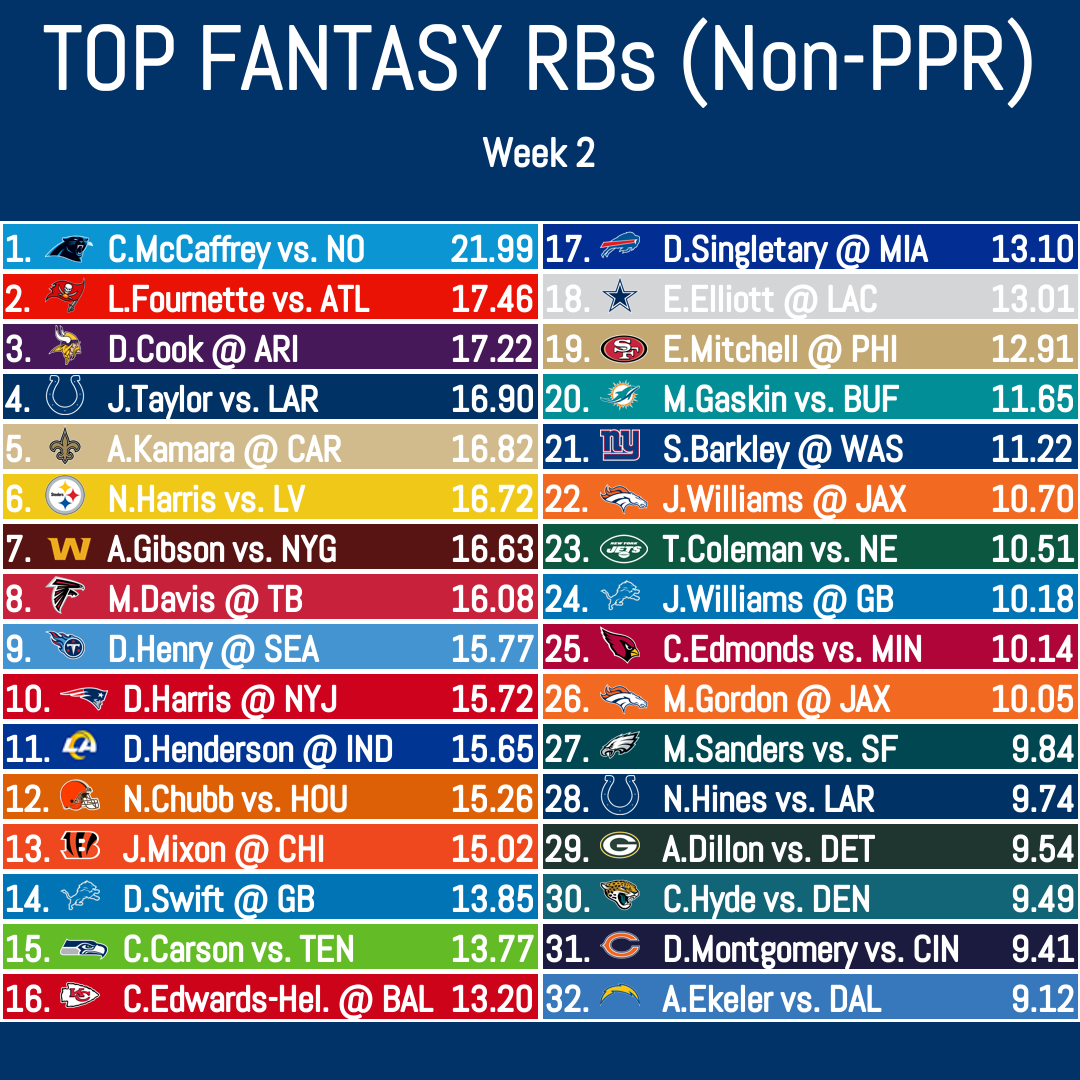 TOP FANTASY RBs (Non-PPR)
Week 2
1. C.McCaffrey vs. NO 21.99
2. L.Fournette vs. ATL 17.46
3. D.Cook @ ARI 17.22
4. J.Taylor vs. LAR 16.90
5. A.Kamara @ CAR 16.82
6. N.Harris vs. LV 16.72
7. A.Gibson vs. NYG 16.63
8. M.Davis @ TB 16.08
9. D.Henry @ SEA 15.77
10. D.Harris @ NYJ 15.72
11. D.Henderson @ IND 15.65
12. N.Chubb vs. HOU 15.26
13. J.Mixon @ CHI 15.02
14. D.Swift @ GB 13.85
15. C.Carson vs. TEN 13.77
16. C.Edwards-Hel. @ BAL 13.20
17. D.Singletary @ MIA 13.10
18. E.Elliott @ LAC 13.01
19. E.Mitchell @ PHI 12.91
20. M.Gaskin vs. BUF 11.65
21. S.Barkley @ WAS 11.22
22. J.Williams @ JAX 10.70
23. T.Coleman vs. NE 10.51
24. J.Williams @ GB 10.18
25. C.Edmonds vs. MIN 10.14
26. M.Gordon @ JAX 10.05
27. M.Sanders vs. SF 9.84
28. N.Hines vs. LAR 9.74
29. A.Dillon vs. DET 9.54
30. C.Hyde vs. DEN 9.49
31. D.Montgomery vs. CIN 9.41
32. A.Ekeler vs. DAL 9.12